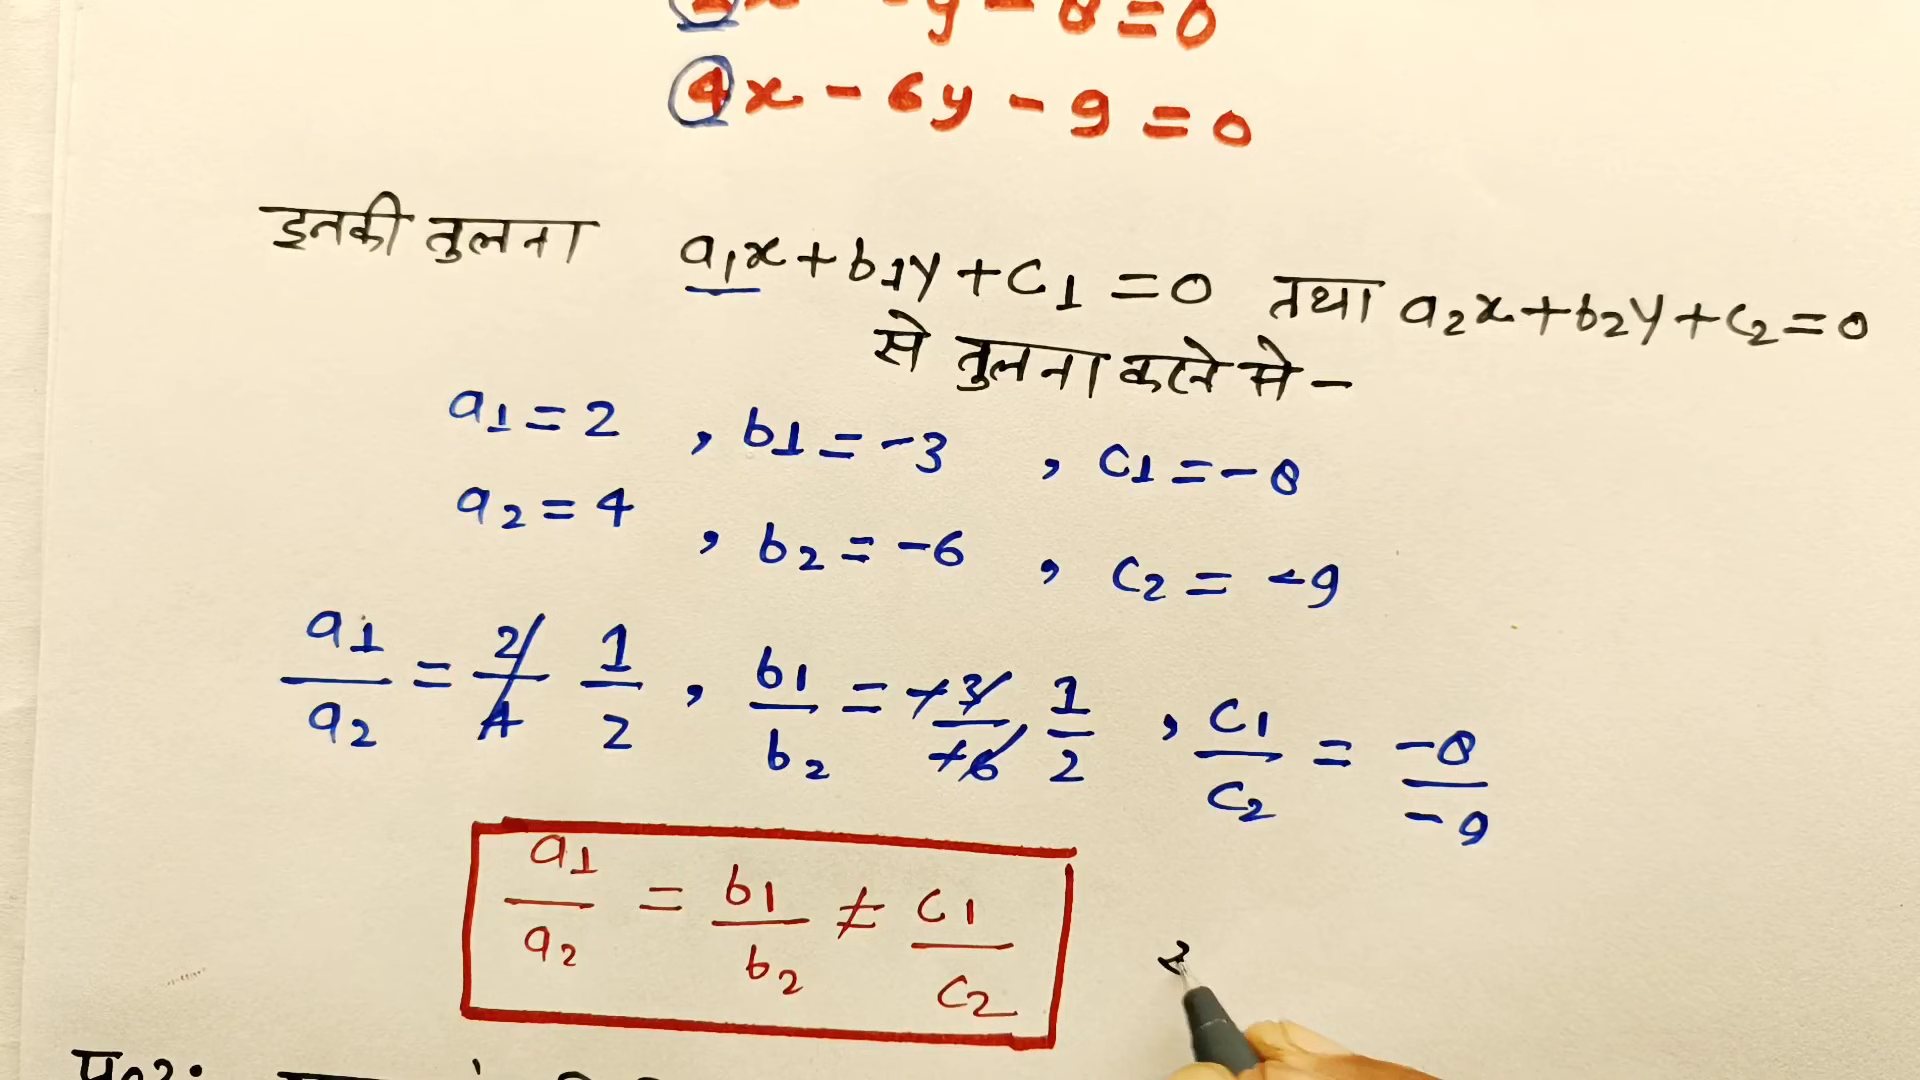 4x - 6y - 9 = 0
इनकी तुलना a₁x + b₁y + c₁ = 0 तथा a₂x + b₂y + c₂ = 0
से तुलना करने से -
a₁ = 2 , b₁ = -3 , c₁ = -8
a₂ = 4 , b₂ = -6 , c₂ = -9
a₁/a₂ = 2/4 1/2 , b₁/b₂ = -3/-6 1/2 , c₁/c₂ = -8/-9
a₁/a₂ = b₁/b₂ ≠ c₁/c₂